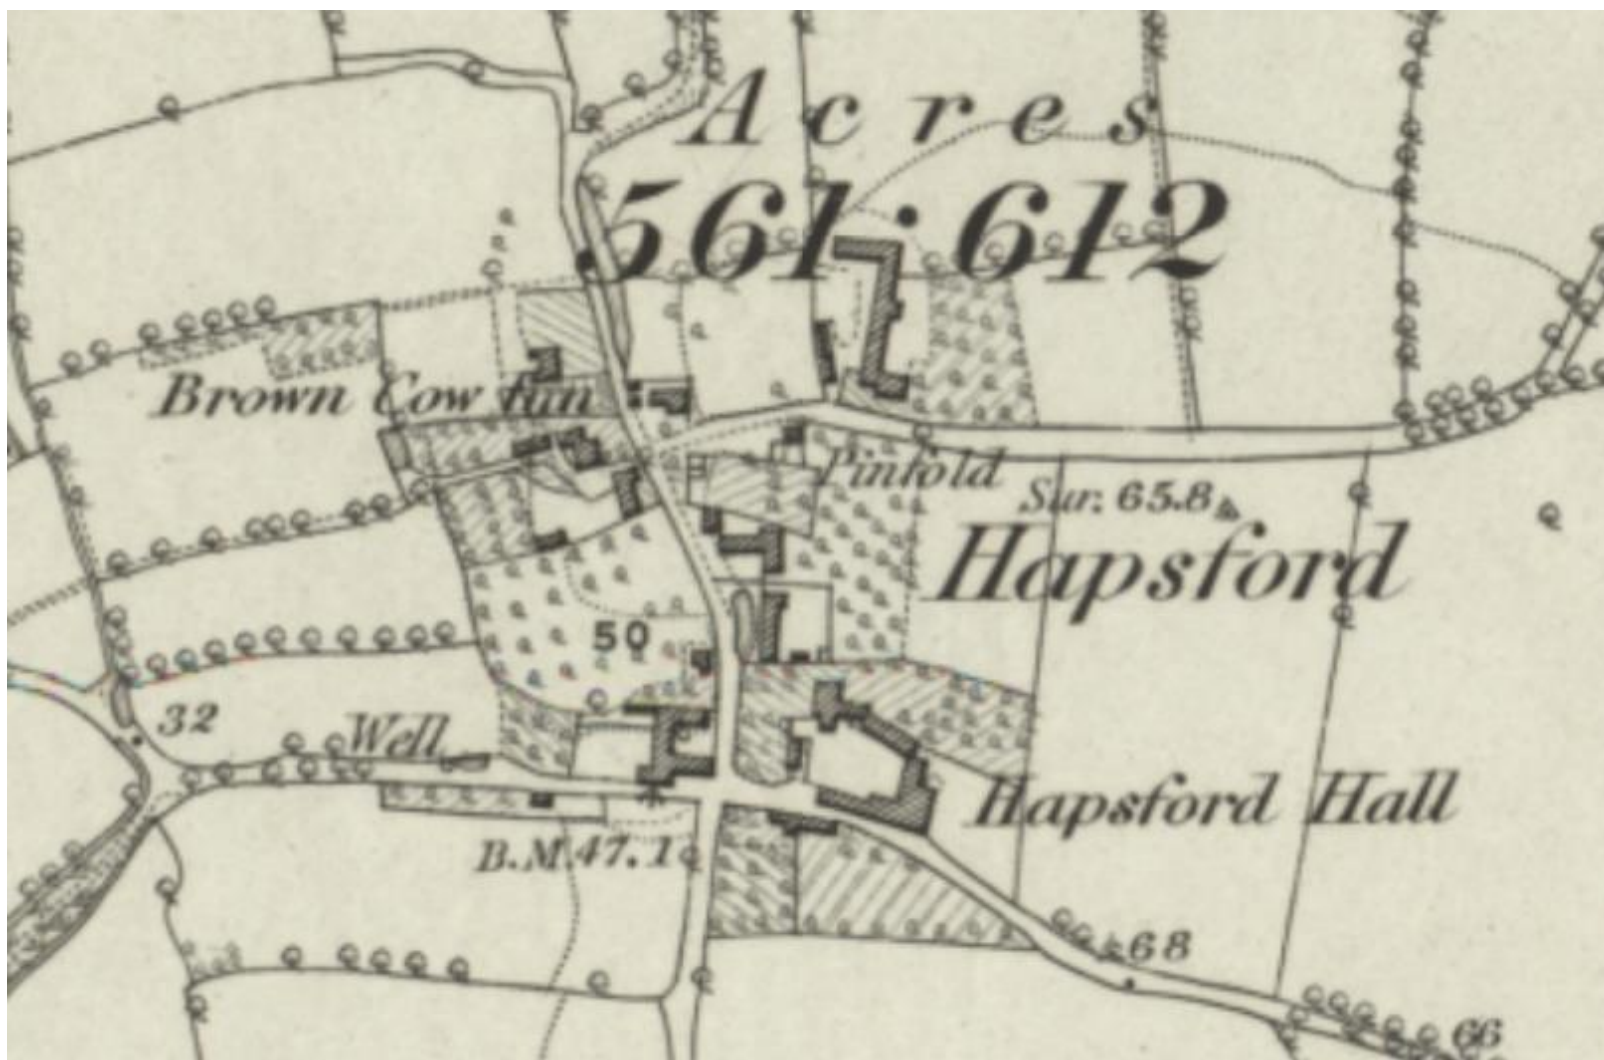 Acres
561·612
Brown Cow Inn
Pinfold
Sur. 65.8
Hapsford
50
32
Well
Hapsford Hall
B.M. 47.1
68
66